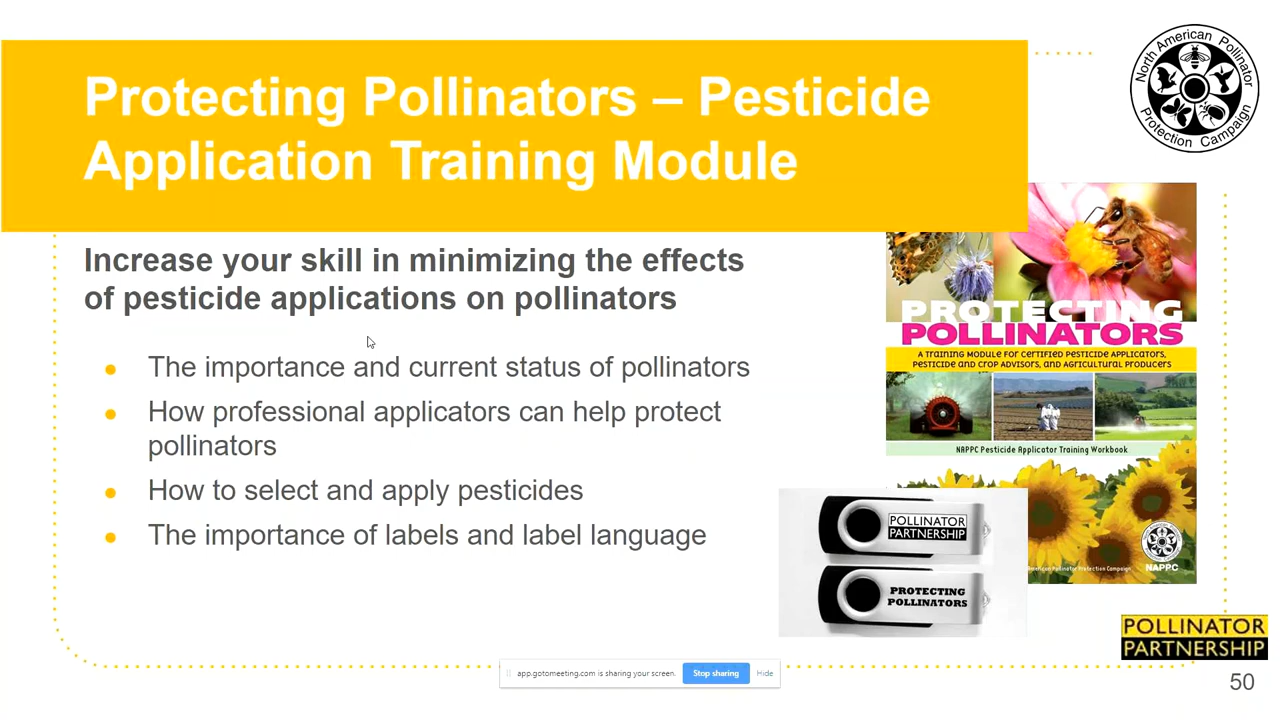 Protecting Pollinators – Pesticide
Application Training Module
North American Pollinator
Protection Campaign
Increase your skill in minimizing the effects
of pesticide applications on pollinators
The importance and current status of pollinators
How professional applicators can help protect
pollinators
How to select and apply pesticides
The importance of labels and label language
PROTECTING
POLLINATORS
A TRAINING MODULE FOR CERTIFIED PESTICIDE APPLICATORS,
PESTICIDE AND CROP ADVISORS, AND AGRICULTURAL PRODUCERS
NAPPC Pesticide Applicator Training Workbook
American Pollinator Protection Campaign
NAPPC
POLLINATOR
PARTNERSHIP
PROTECTING
POLLINATORS
POLLINATOR
PARTNERSHIP
app.gotomeeting.com is sharing your screen.
Stop sharing
Hide
50